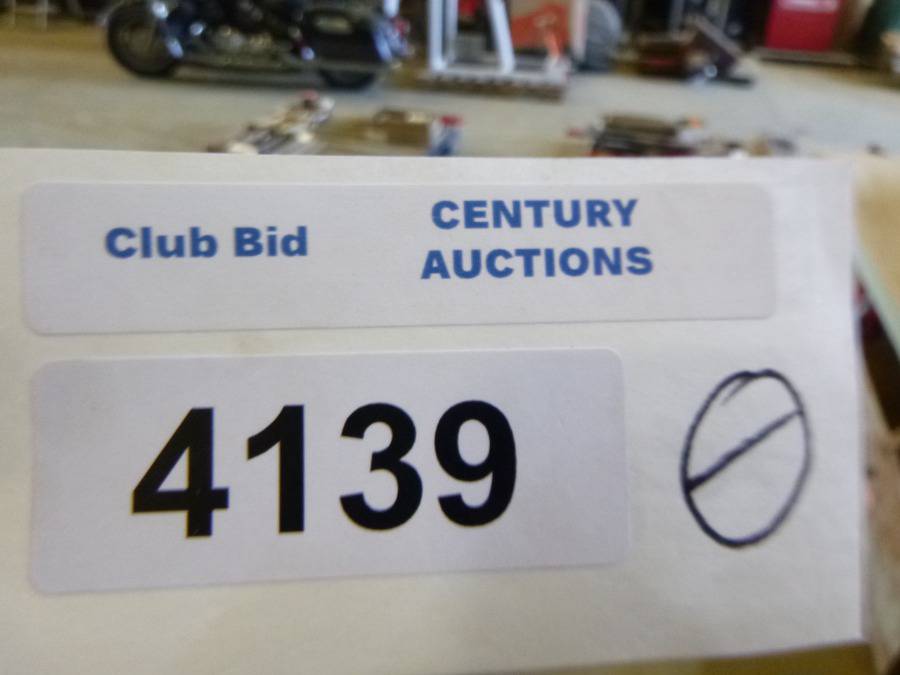 Club Bid
CENTURY
AUCTIONS
4139